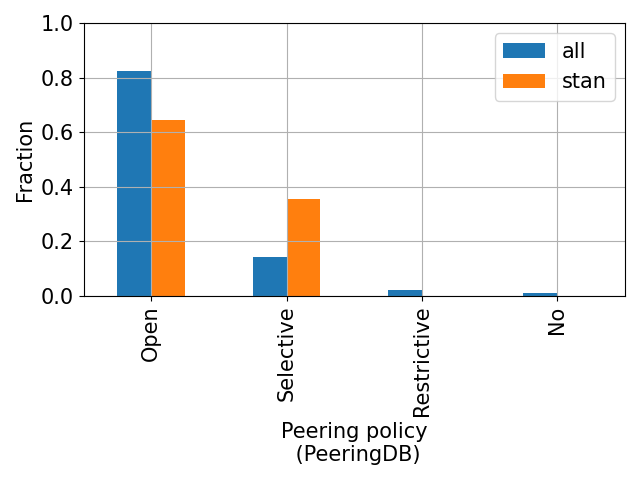 1.0
0.8
0.6
0.4
0.2
0.0
Fraction
all
stan
Open
Selective
Restrictive
No
Peering policy
(PeeringDB)